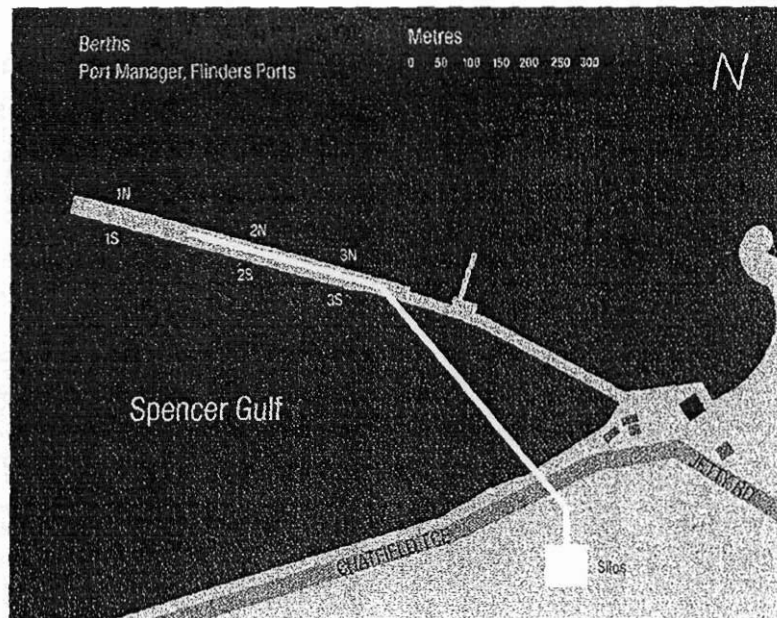 Berths
Port Manager, Flinders Ports
Metres
0 50 100 150 200 250 300
N
1N
1S
2N
2S
3N
3S
Spencer Gulf
CHATFIELD TCE
JETTY RD
Silos